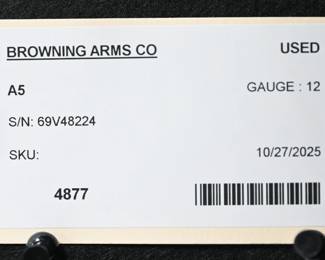 BROWNING ARMS CO USED
A5 GAUGE : 12
S/N: 69V48224
SKU: 10/27/2025
4877